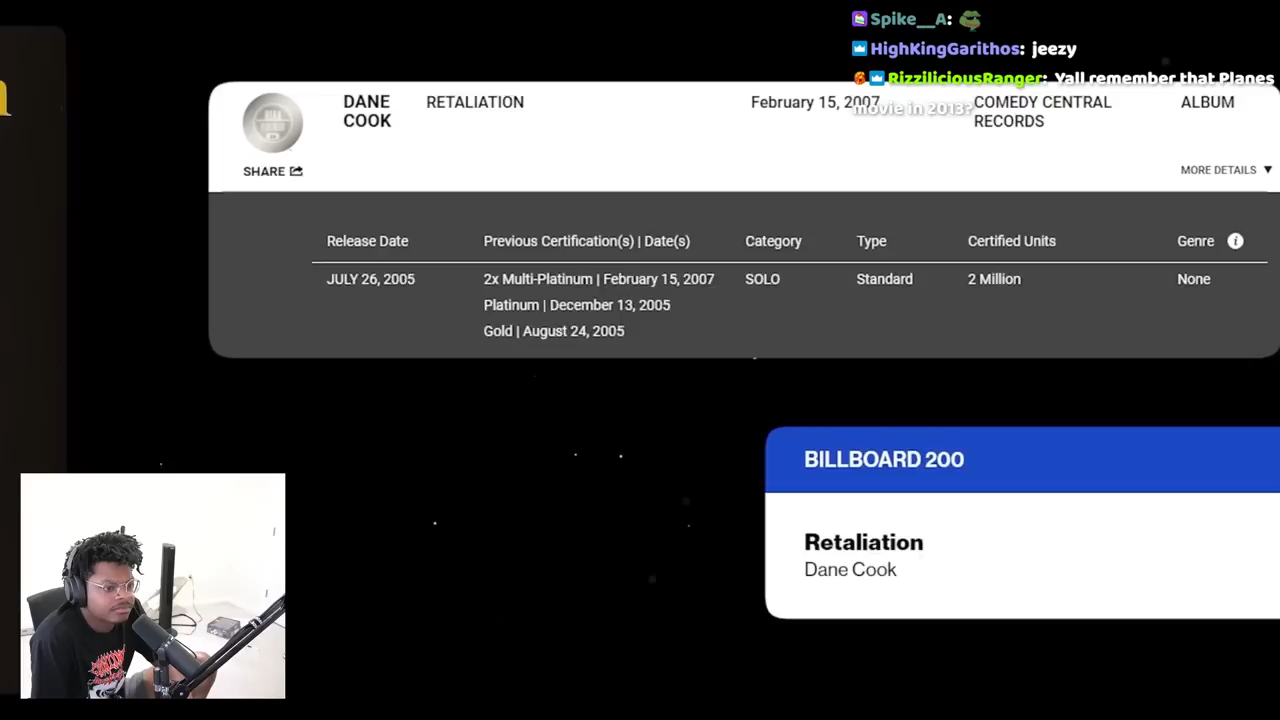 Spike__A:
HighKingGarithos: jeezy
RizziliciousRanger: Yall remember that Planes
movie in 2013?
DANE
COOK
RETALIATION
February 15, 2007
COMEDY CENTRAL
RECORDS
ALBUM
SHARE
MORE DETAILS ▼
Release Date
Previous Certification(s) | Date(s)
Category
Type
Certified Units
Genre i
JULY 26, 2005
2x Multi-Platinum | February 15, 2007
SOLO
Standard
2 Million
None
Platinum | December 13, 2005
Gold | August 24, 2005
BILLBOARD 200
Retaliation
Dane Cook